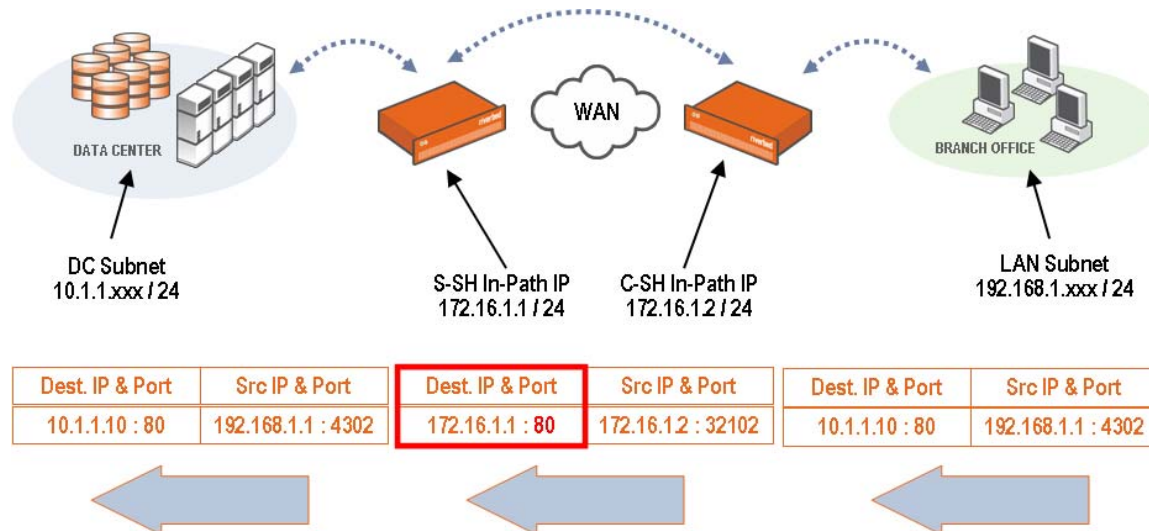 WAN
DATA CENTER
riverbed
riverbed
BRANCH OFFICE
DC Subnet
10.1.1.xxx / 24
S-SH In-Path IP
172.16.1.1 / 24
C-SH In-Path IP
172.16.1.2 / 24
LAN Subnet
192.168.1.xxx / 24
Dest. IP & Port
Src IP & Port
Dest. IP & Port
Src IP & Port
Dest. IP & Port
Src IP & Port
10.1.1.10 : 80
192.168.1.1 : 4302
172.16.1.1 : 80
172.16.1.2 : 32102
10.1.1.10 : 80
192.168.1.1 : 4302